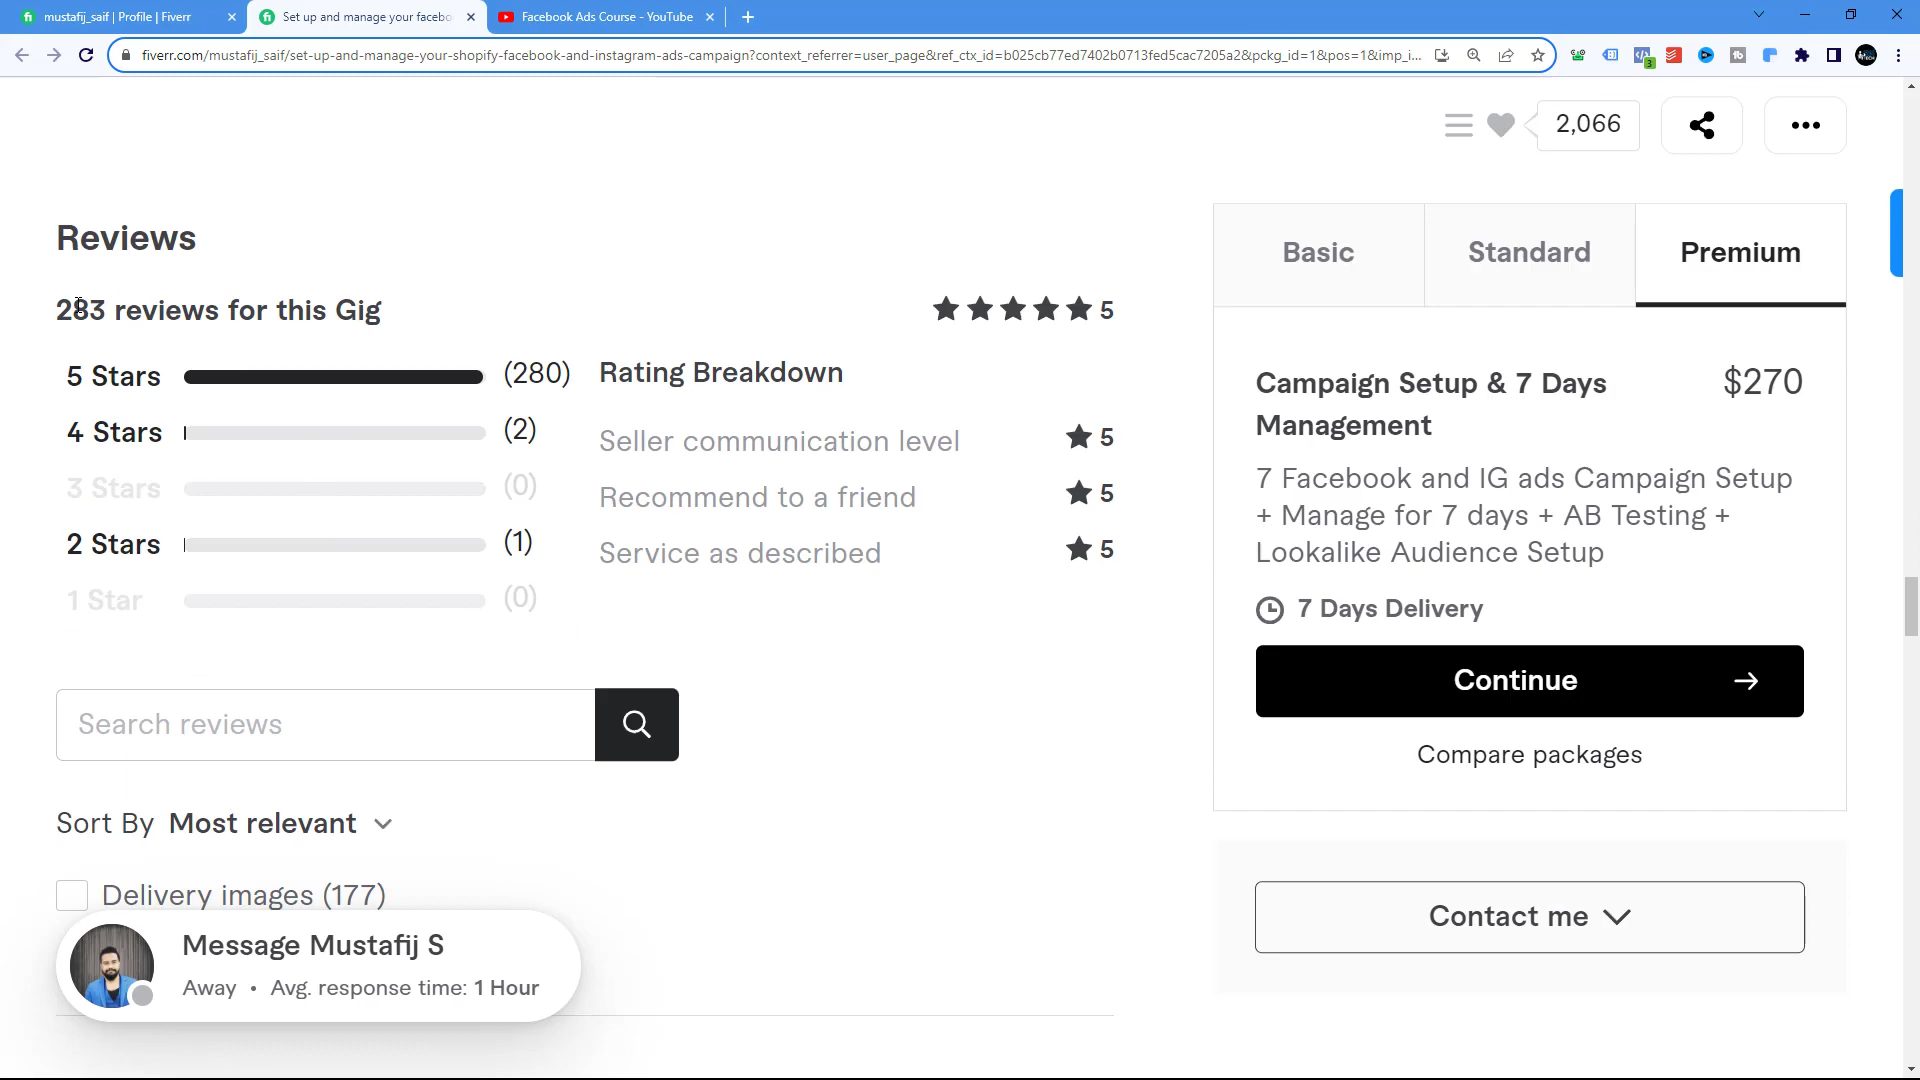 mustafij_saif | Profile | Fiverr
Set up and manage your facebo
Facebook Ads Course - YouTube
fiverr.com/mustafij_saif/set-up-and-manage-your-shopify-facebook-and-instagram-ads-campaign?context_referrer=user_page&ref_ctx_id=b025cb77ed7402b0713fed5cac7205a2&pckg_id=1&pos=1&imp_i...
3
2,066
Reviews
283 reviews for this Gig
5
5 Stars (280)
4 Stars (2)
3 Stars (0)
2 Stars (1)
1 Star (0)
Rating Breakdown
Seller communication level 5
Recommend to a friend 5
Service as described 5
Search reviews
Sort By Most relevant
Delivery images (177)
Message Mustafij S
Away • Avg. response time: 1 Hour
Basic Standard Premium
Campaign Setup & 7 Days
Management
$270
7 Facebook and IG ads Campaign Setup
+ Manage for 7 days + AB Testing +
Lookalike Audience Setup
7 Days Delivery
Continue
Compare packages
Contact me